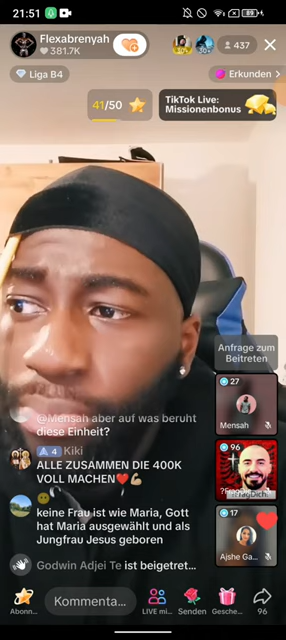 21:51
89
Flexabrenyah
381.7K
437
Liga B4
Erkunden >
41/50
TikTok Live:
Missionenbonus
Anfrage zum
Beitreten
27
Mensah
96
?FragDich.
17
Ajshe Ga...
@Mensah aber auf was beruht
diese Einheit?
4 Kiki
ALLE ZUSAMMEN DIE 400K
VOLL MACHEN❤️💪🏽
keine Frau ist wie Maria, Gott
hat Maria ausgewählt und als
Jungfrau Jesus geboren
Godwin Adjei Te ist beigetret...
Abonn...
Kommenta...
LIVE mi...
Senden
Gesche...
96